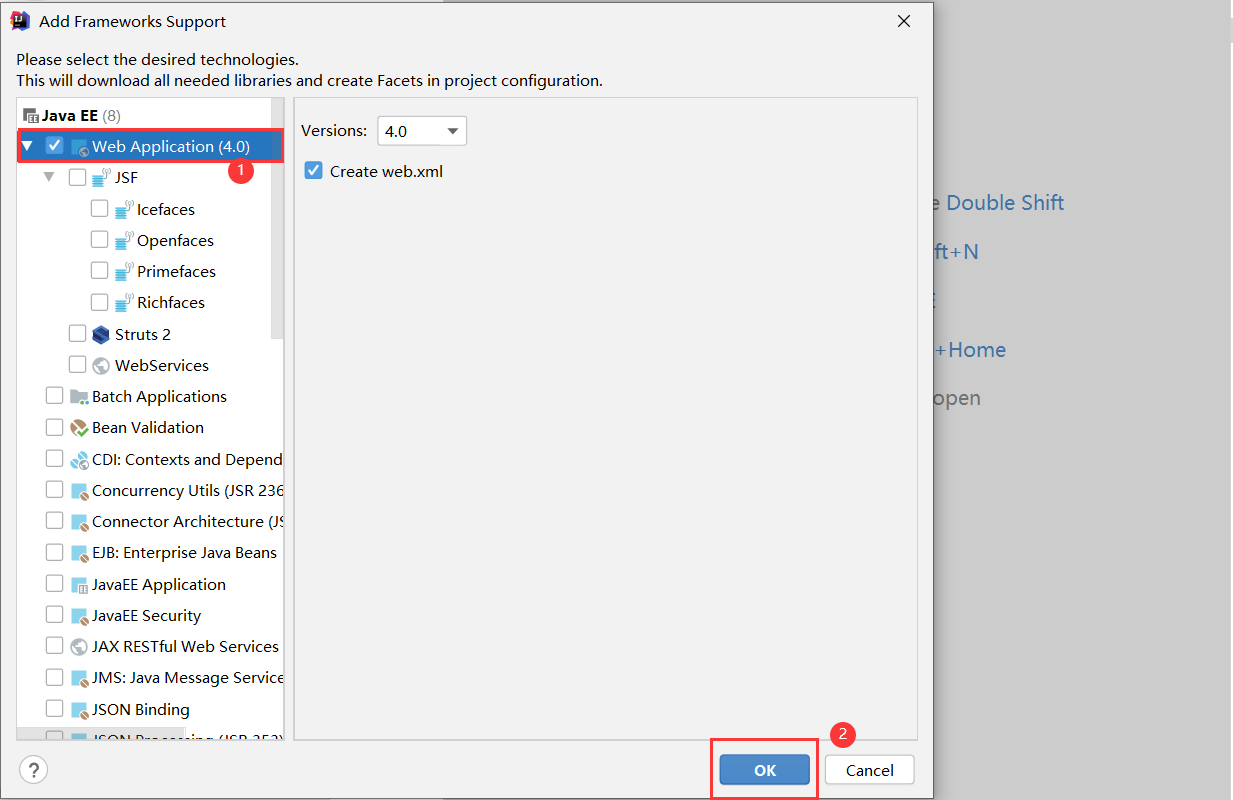 Add Frameworks Support
Please select the desired technologies.
This will download all needed libraries and create Facets in project configuration.
Java EE (8)
Web Application (4.0)
1
JSF
Icefaces
Openfaces
Primefaces
Richfaces
Struts 2
WebServices
Batch Applications
Bean Validation
CDI: Contexts and Depend
Concurrency Utils (JSR 236
Connector Architecture (JS
EJB: Enterprise Java Beans
JavaEE Application
JavaEE Security
JAX RESTful Web Services
JMS: Java Message Service
JSON Binding
Versions: 4.0
Create web.xml
Double Shift
ft+N
+Home
open
2
? OK Cancel